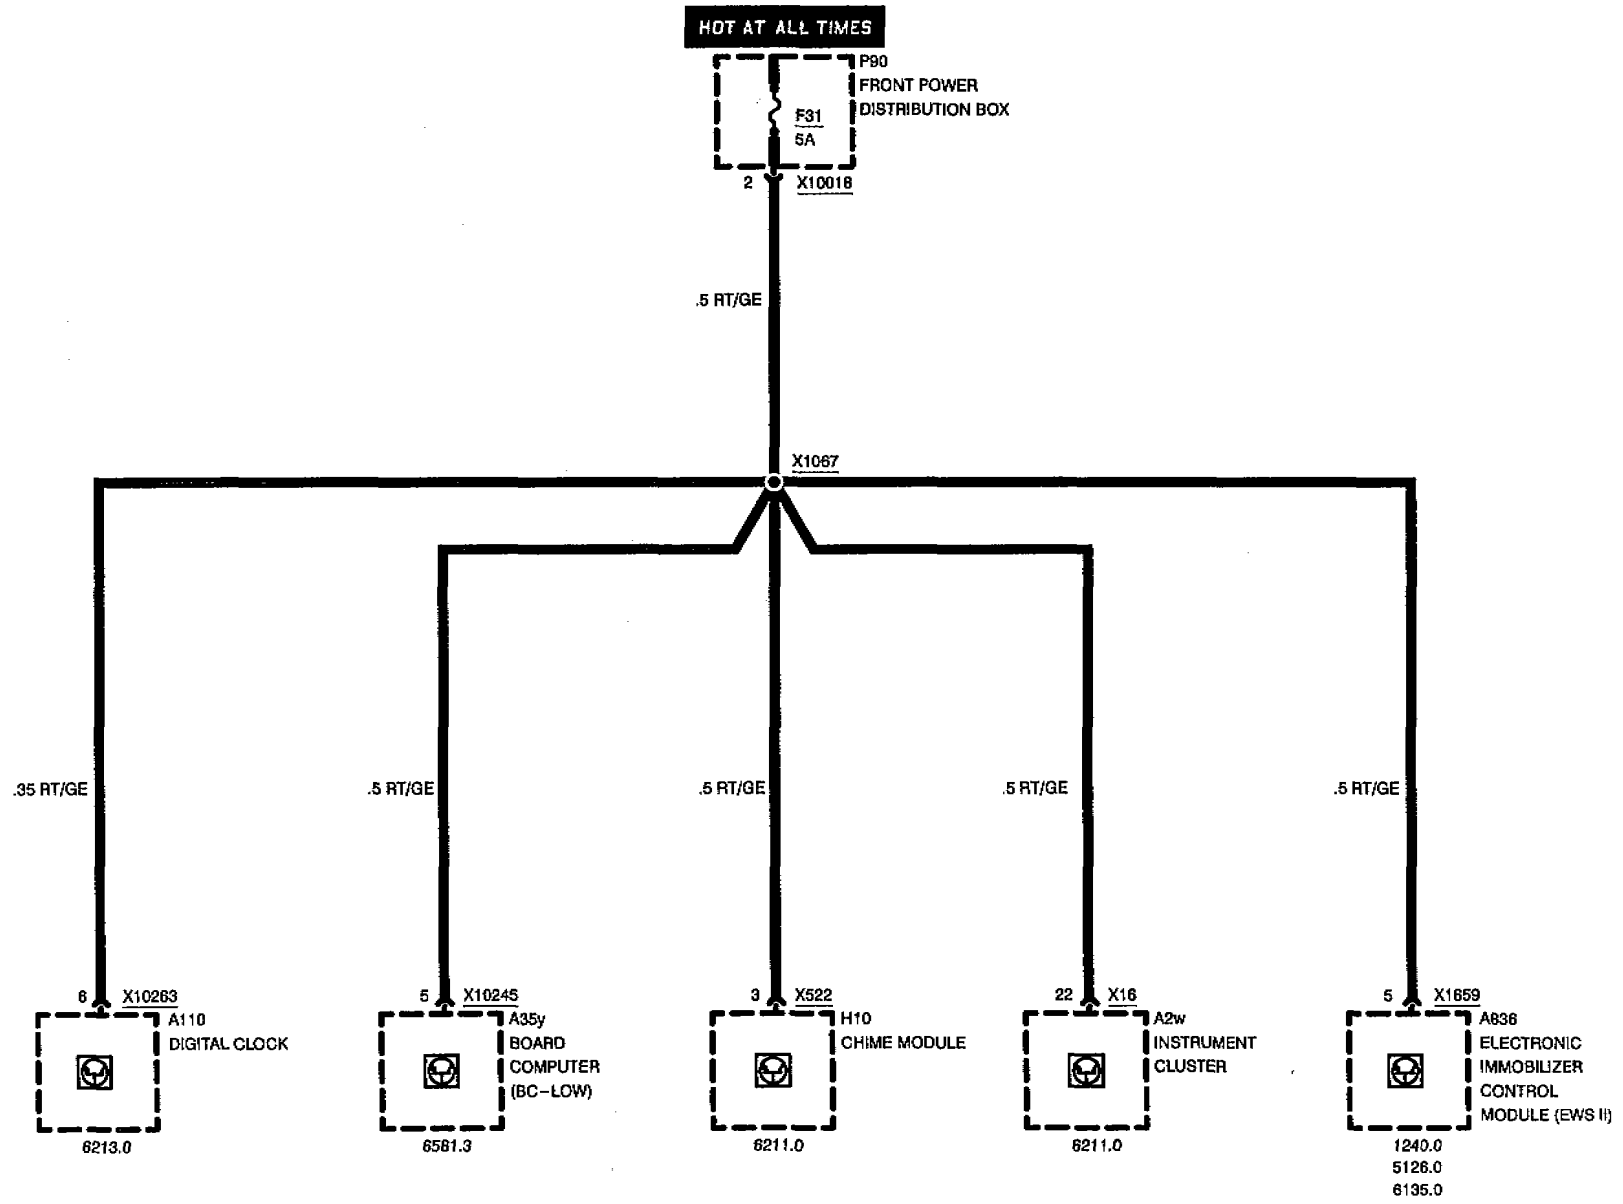 HOT AT ALL TIMES
P90
FRONT POWER
DISTRIBUTION BOX
F31
5A
2
X10018
.5 RT/GE
X1067
.35 RT/GE
.5 RT/GE
.5 RT/GE
.5 RT/GE
.5 RT/GE
6
X10263
A110
DIGITAL CLOCK
6213.0
5
X10245
A35y
BOARD
COMPUTER
(BC-LOW)
6581.3
3
X522
H10
CHIME MODULE
6211.0
22
X16
A2w
INSTRUMENT
CLUSTER
6211.0
5
X1659
A836
ELECTRONIC
IMMOBILIZER
CONTROL
MODULE (EWS II)
1240.0
5126.0
6135.0